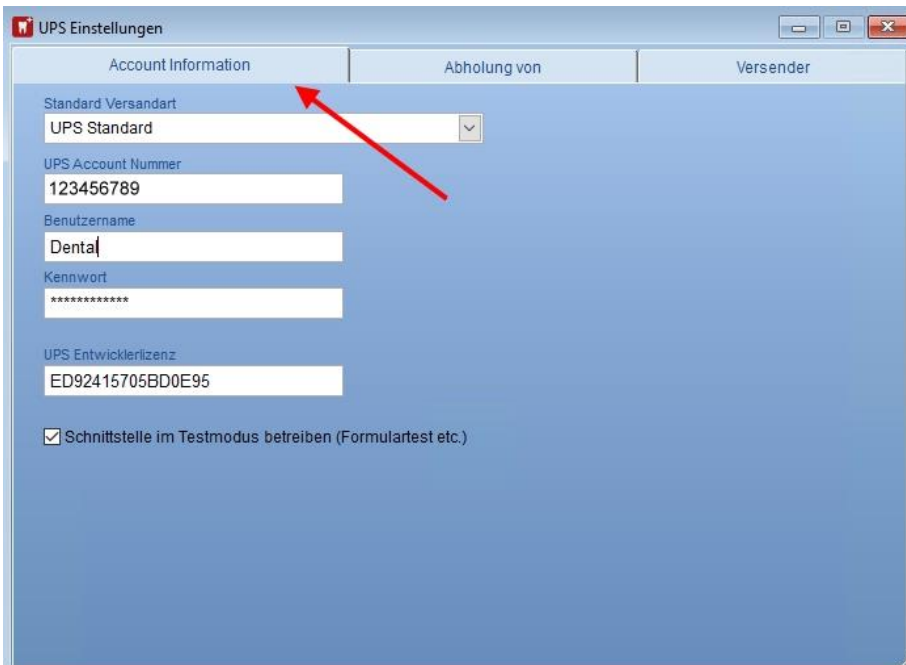 UPS Einstellungen
Account Information
Abholung von
Versender
Standard Versandart
UPS Standard
UPS Account Nummer
123456789
Benutzername
Dental
Kennwort
************
UPS Entwicklerlizenz
ED92415705BD0E95
Schnittstelle im Testmodus betreiben (Formulartest etc.)